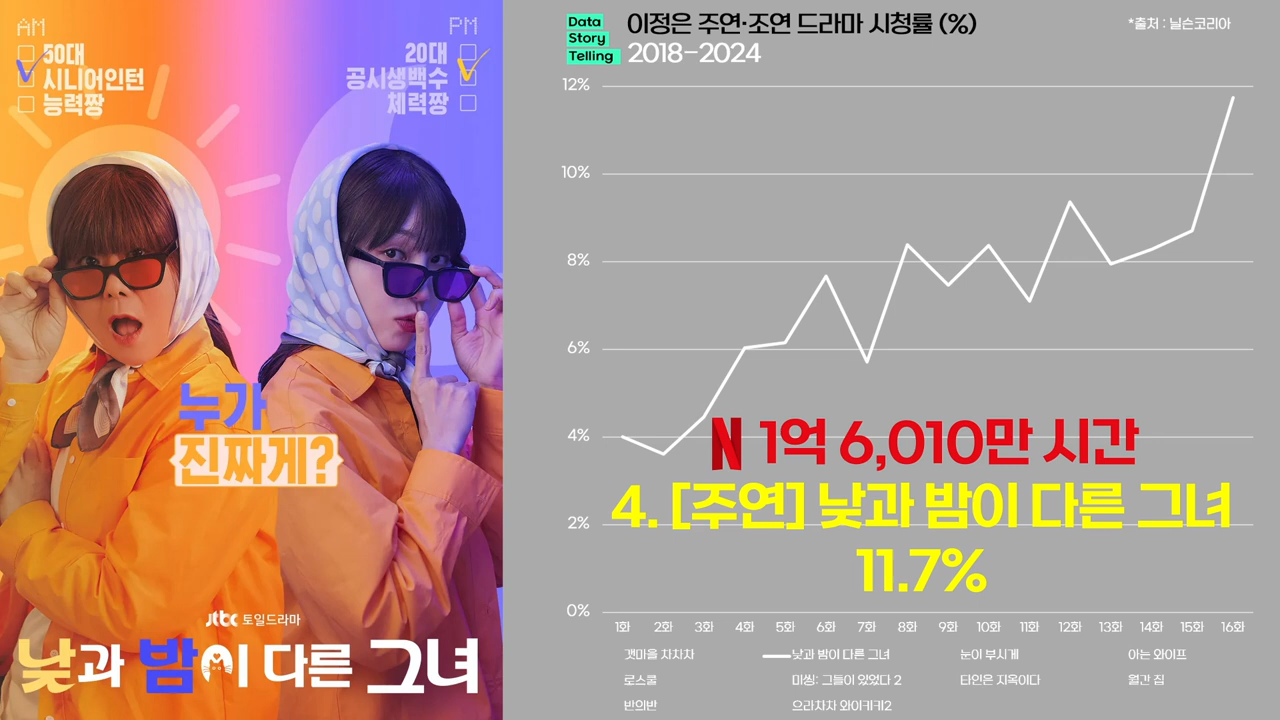 AM
50대
시니어인턴
능력짱
PM
20대
공시생백수
체력짱
누가
진짜게?
jtbc 토일드라마
낮과 밤이 다른 그녀
Data
Story
Telling
이정은 주연·조연 드라마 시청률 (%)
2018-2024
*출처 : 닐슨코리아
12%
10%
8%
6%
4%
2%
0%
N 1억 6,010만 시간
4. [주연] 낮과 밤이 다른 그녀
11.7%
1화 2화 3화 4화 5화 6화 7화 8화 9화 10화 11화 12화 13화 14화 15화 16화
갯마을 차차차 낮과 밤이 다른 그녀 눈이 부시게 아는 와이프
로스쿨 미씽: 그들이 있었다 2 타인은 지옥이다 월간 집
반의반 으라차차 와이키키2